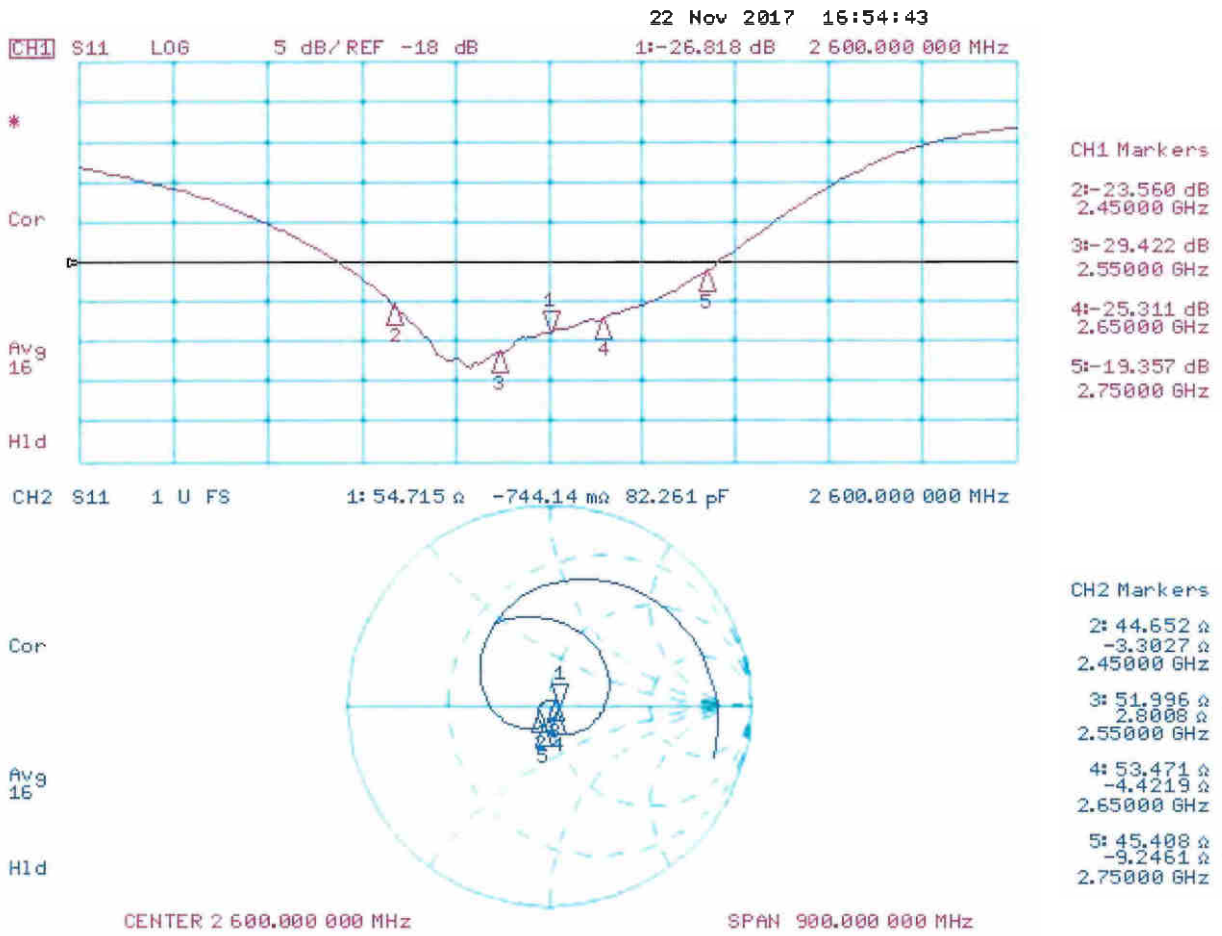 22 Nov 2017 16:54:43
CH1 S11 LOG 5 dB/REF -18 dB 1:-26.818 dB 2 600.000 000 MHz
*
Cor
Avg
16
Hld
1
2
3
4
5
CH1 Markers
2:-23.560 dB
2.45000 GHz
3:-29.422 dB
2.55000 GHz
4:-25.311 dB
2.65000 GHz
5:-19.357 dB
2.75000 GHz
CH2 S11 1 U FS 1:54.715 Ω -744.14 mΩ 82.261 pF 2 600.000 000 MHz
Cor
Avg
16
Hld
1
2
4
5
CH2 Markers
2: 44.652 Ω
-3.3027 Ω
2.45000 GHz
3: 51.996 Ω
2.8008 Ω
2.55000 GHz
4: 53.471 Ω
-4.4219 Ω
2.65000 GHz
5: 45.408 Ω
-9.2461 Ω
2.75000 GHz
CENTER 2 600.000 000 MHz SPAN 900.000 000 MHz